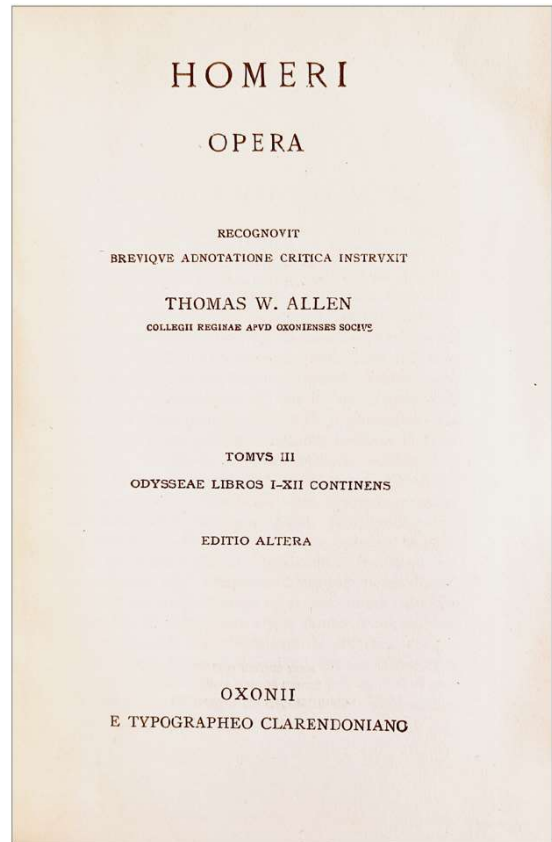 HOMERI
OPERA
RECOGNOVIT
BREVIQVE ADNOTATIONE CRITICA INSTRVXIT
THOMAS W. ALLEN
COLLEGII REGINAE APVD OXONIENSES SOCIVS
TOMVS III
ODYSSEAE LIBROS I–XII CONTINENS
EDITIO ALTERA
OXONII
E TYPOGRAPHEO CLARENDONIANO